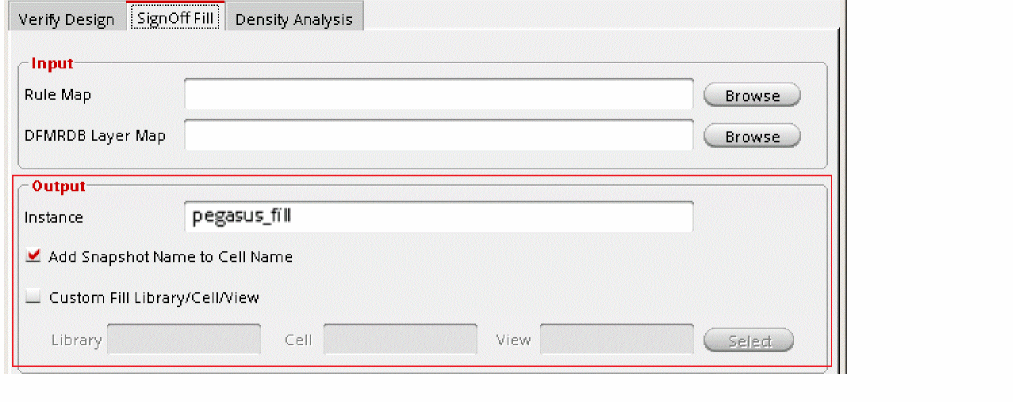 Verify Design SignOff Fill Density Analysis
Input
Rule Map Browse
DFMRDB Layer Map Browse
Output
Instance pegasus_fill
Add Snapshot Name to Cell Name
Custom Fill Library/Cell/View
Library Cell View Select